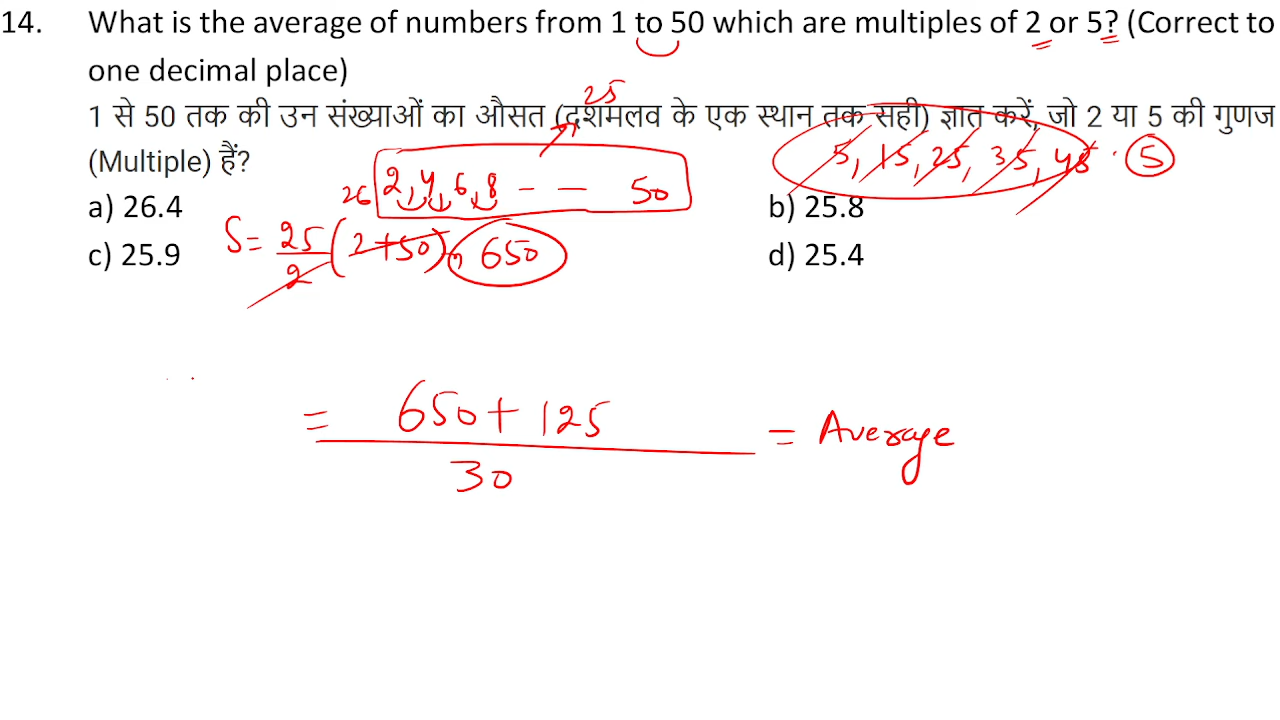 14. What is the average of numbers from 1 to 50 which are multiples of 2 or 5? (Correct to
one decimal place)
25
1 से 50 तक की उन संख्याओं का औसत (दशमलव के एक स्थान तक सही) ज्ञात करें, जो 2 या 5 की गुणज
(Multiple) हैं?
5, 15, 25, 35, 45 . 5
26 2, 4, 6, 8 - - 50
a) 26.4 b) 25.8
S = 25/2 (2+50), 650
c) 25.9 d) 25.4
= 650 + 125 = Average
30